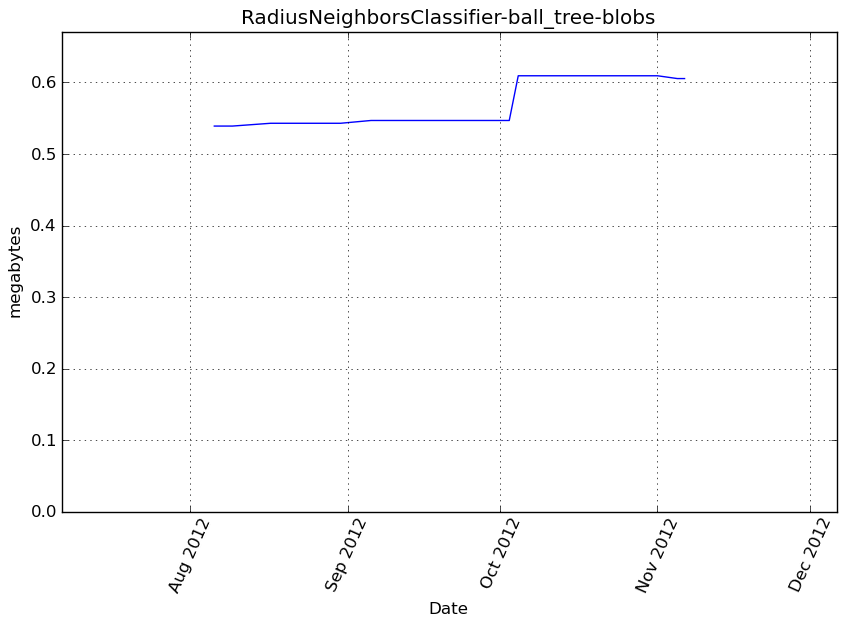 RadiusNeighborsClassifier-ball_tree-blobs
0.6
0.5
0.4
0.3
0.2
0.1
0.0
megabytes
Aug 2012
Sep 2012
Oct 2012
Nov 2012
Dec 2012
Date